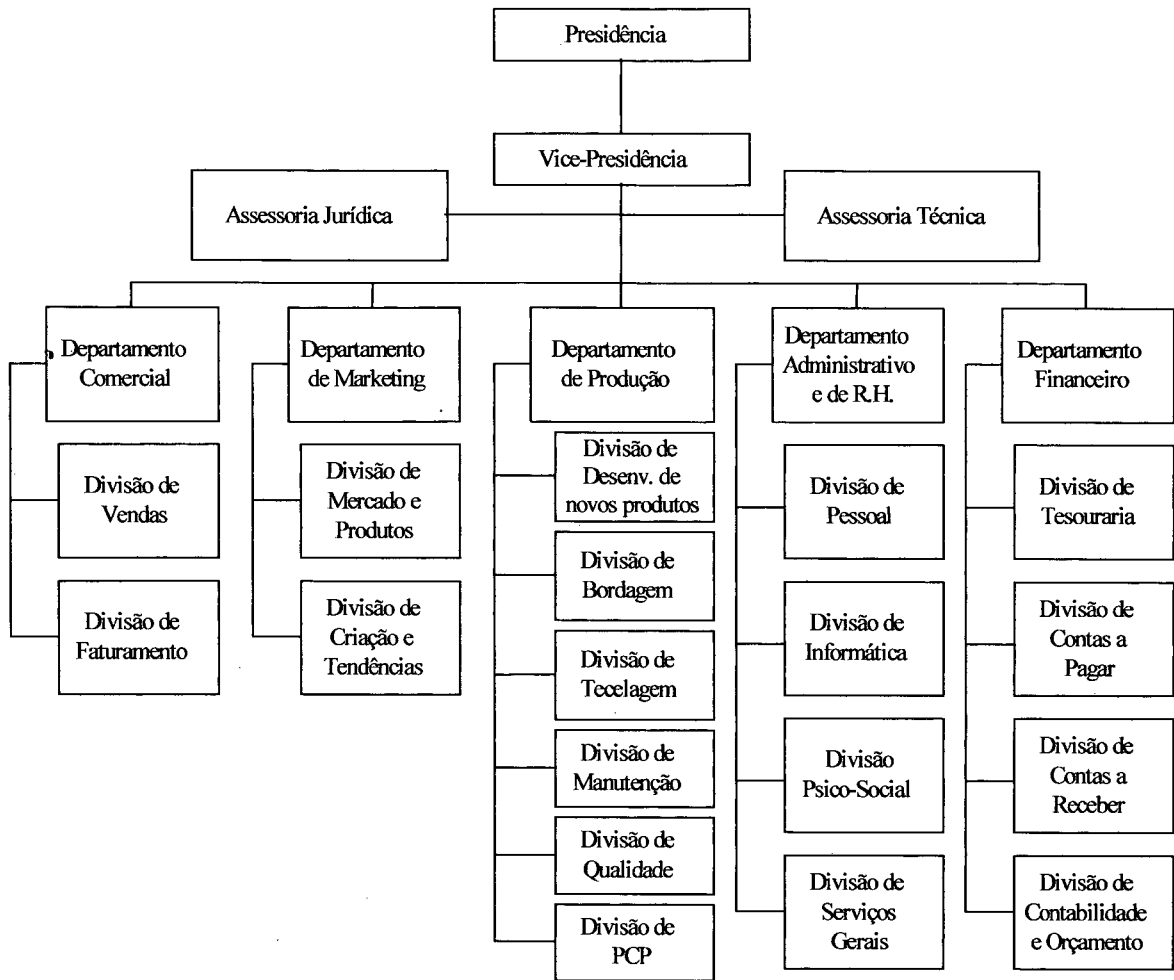 Presidência
Vice-Presidência
Assessoria Jurídica
Assessoria Técnica
Departamento
Comercial
Divisão de
Vendas
Divisão de
Faturamento
Departamento
de Marketing
Divisão de
Mercado e
Produtos
Divisão de
Criação e
Tendências
Departamento
de Produção
Divisão de
Desenv. de
novos produtos
Divisão de
Bordagem
Divisão de
Tecelagem
Divisão de
Manutenção
Divisão de
Qualidade
Divisão de
PCP
Departamento
Administrativo
e de R.H.
Divisão de
Pessoal
Divisão de
Informática
Divisão
Psico-Social
Divisão de
Serviços
Gerais
Departamento
Financeiro
Divisão de
Tesouraria
Divisão de
Contas a
Pagar
Divisão de
Contas a
Receber
Divisão de
Contabilidade
e Orçamento